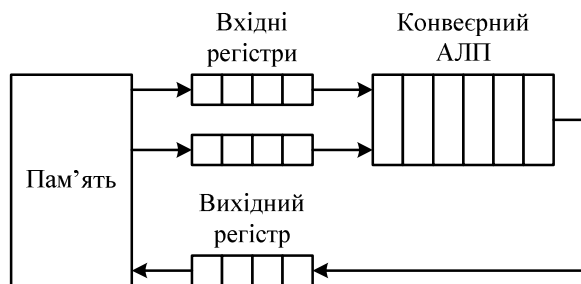 Вхідні
регістри
Конвеєрний
АЛП
Пам’ять
Вихідний
регістр